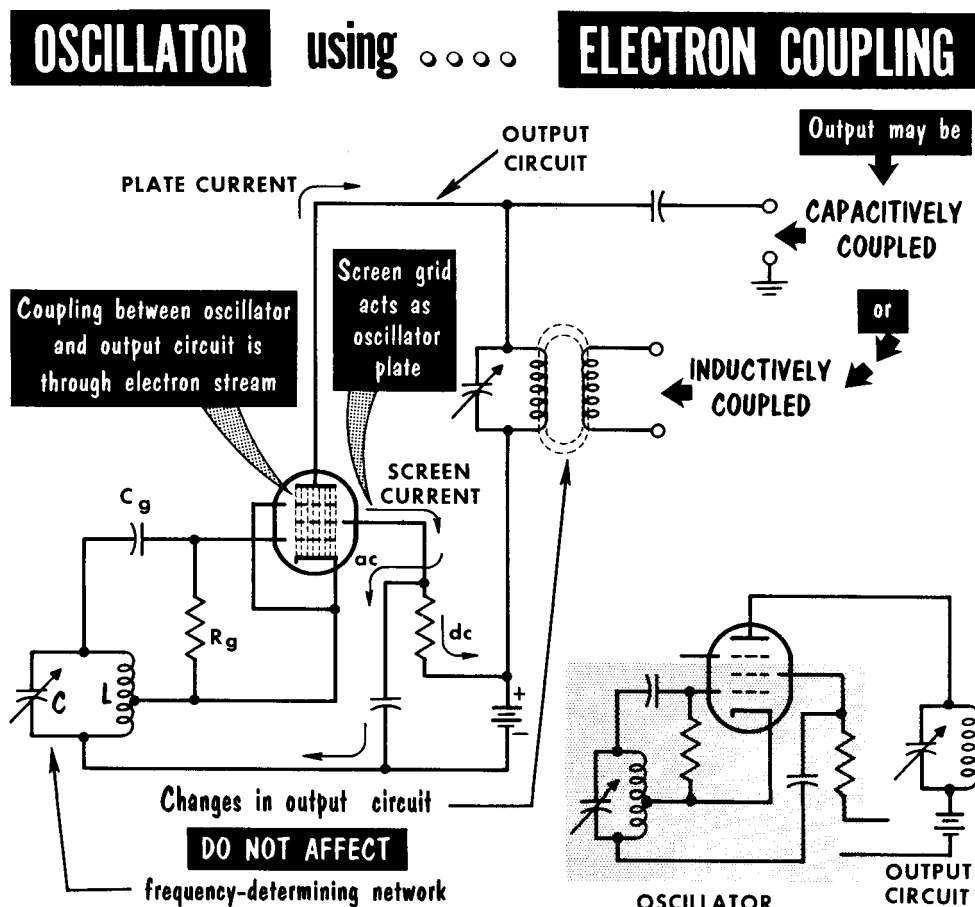 OSCILLATOR using ELECTRON COUPLING
Output may be
CAPACITIVELY
COUPLED
or
INDUCTIVELY
COUPLED
OUTPUT
CIRCUIT
PLATE CURRENT
Screen grid
acts as
oscillator
plate
Coupling between oscillator
and output circuit is
through electron stream
SCREEN
CURRENT
Cg
ac
Rg
dc
C
L
+
−
Changes in output circuit
DO NOT AFFECT
frequency-determining network
OSCILLATOR
OUTPUT
CIRCUIT